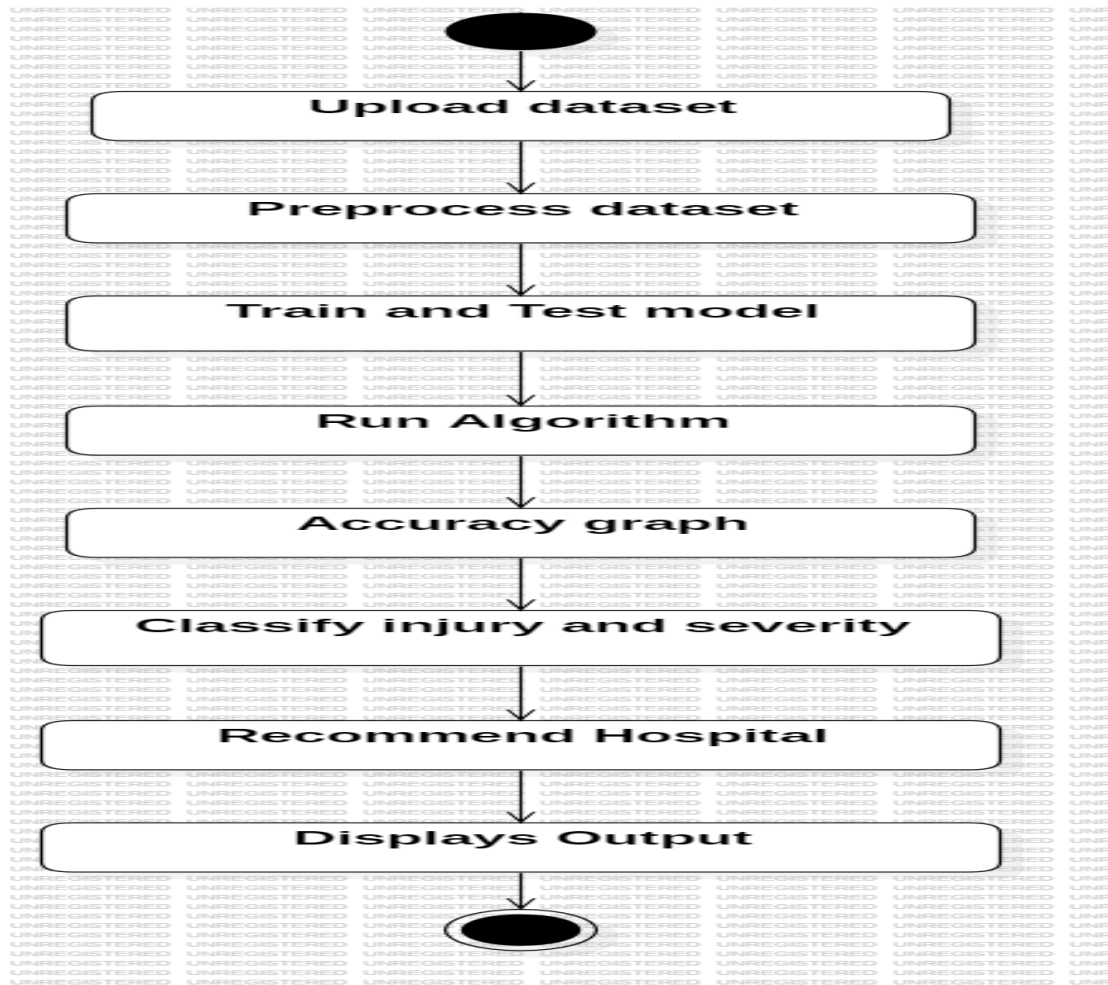 Upload dataset
Preprocess dataset
Train and Test model
Run Algorithm
Accuracy graph
Classify injury and severity
Recommend Hospital
Displays Output
UNREGISTERED